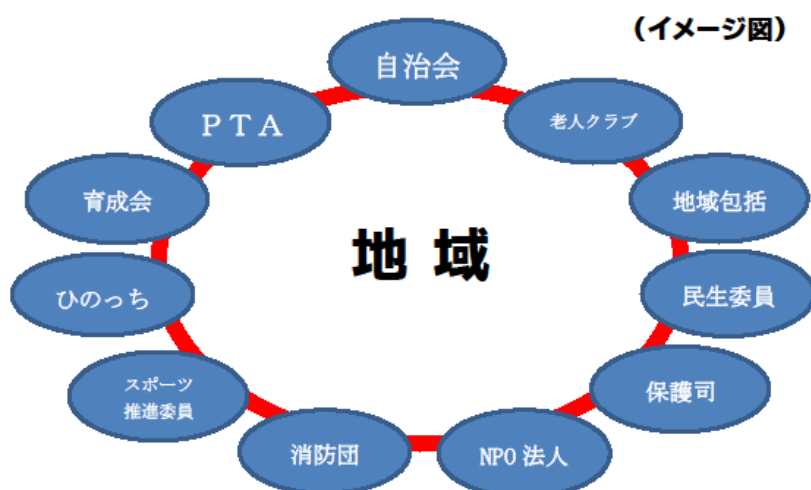 （イメージ図）
自治会
ＰＴＡ
老人クラブ
育成会
地域包括
地 域
ひのっち
民生委員
スポーツ
推進委員
保護司
消防団
NPO 法人